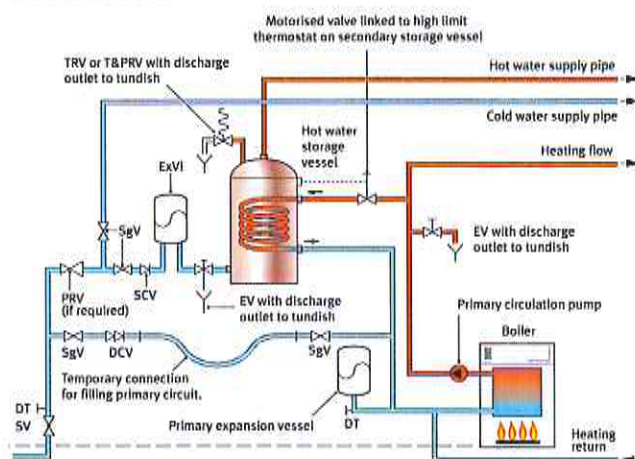 Motorised valve linked to high limit
thermostat on secondary storage vessel
TRV or T&PRV with discharge
outlet to tundish
Hot water supply pipe
Cold water supply pipe
Hot water
storage
vessel
Heating flow
ExVl
SgV
EV with discharge
outlet to tundish
PRV
(if required)
SCV
EV with discharge
outlet to tundish
Primary circulation pump
Boiler
SgV
DCV
SgV
Temporary connection
for filling primary circuit.
DT
SV
Primary expansion vessel
DT
Heating
return